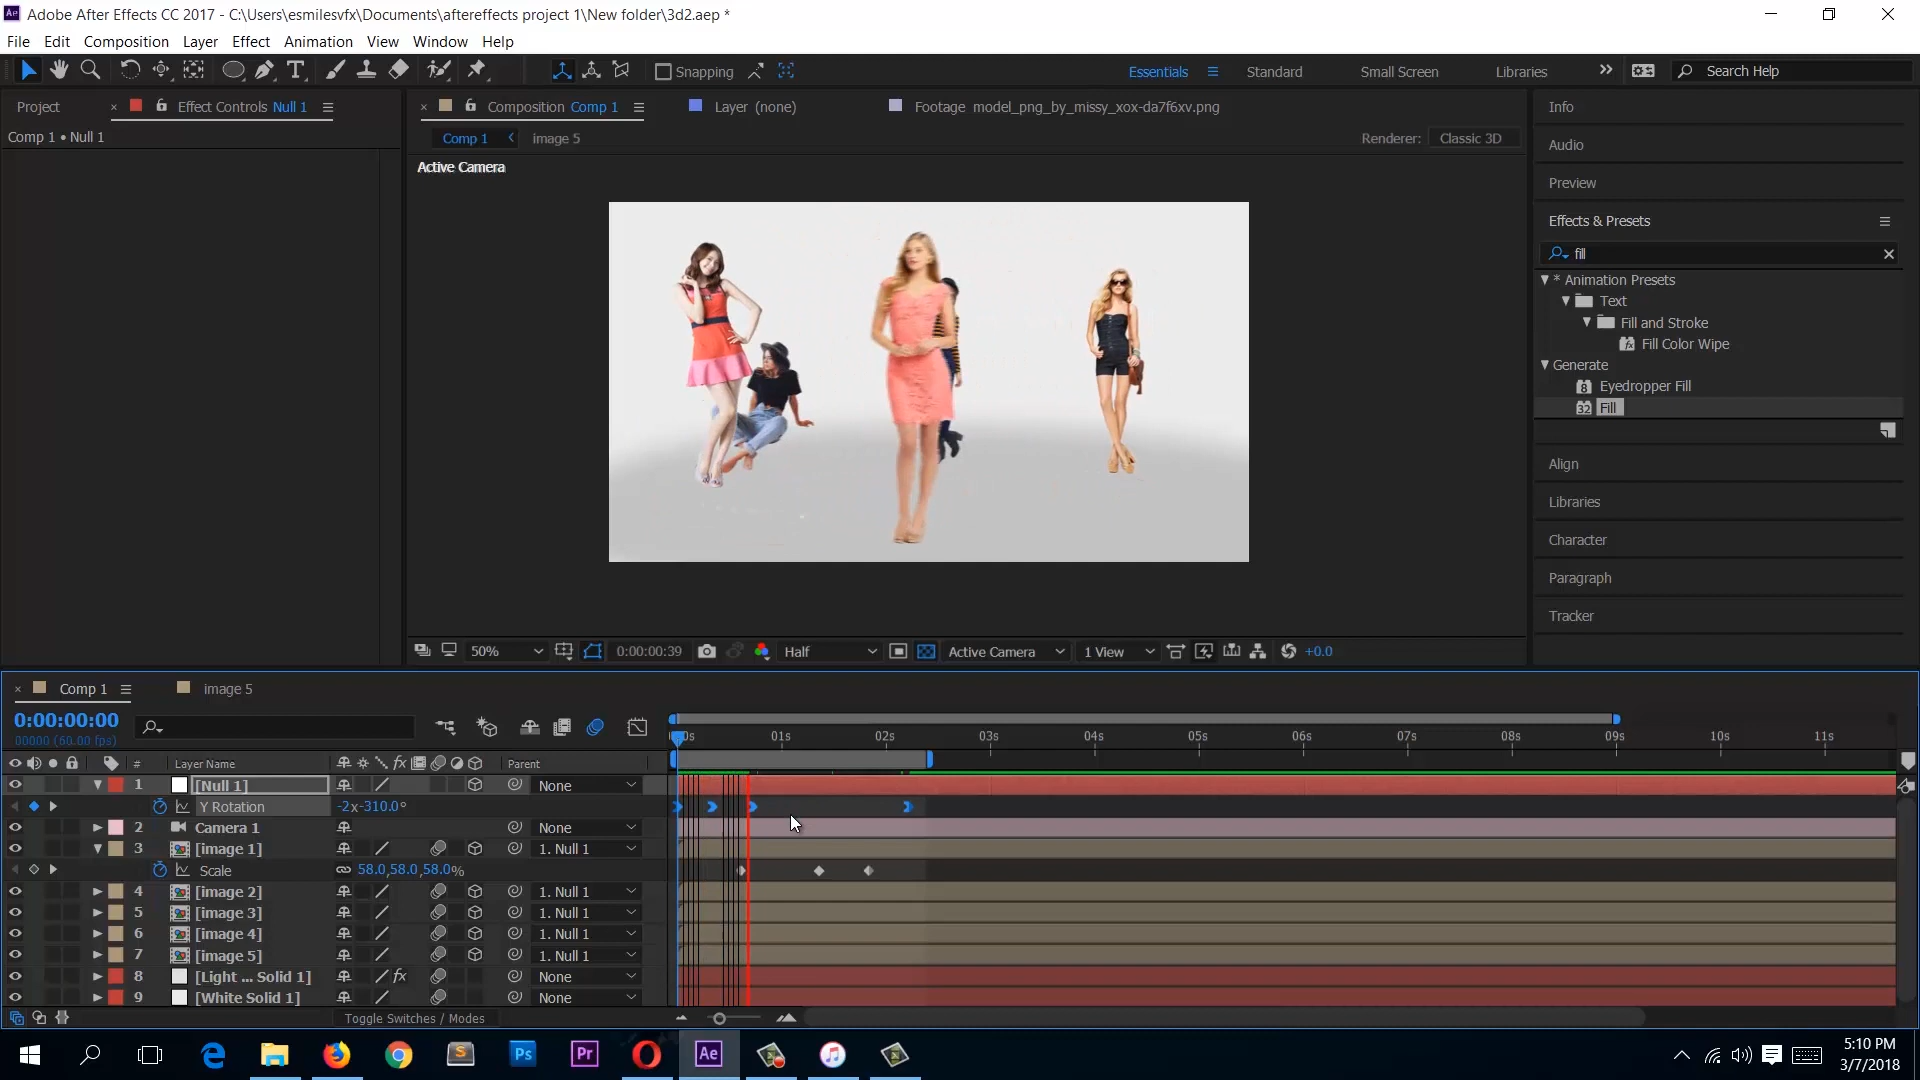 Adobe After Effects CC 2017 - C:\Users\esmilesvfx\Documents\aftereffects project 1\New folder\3d2.aep *
File Edit Composition Layer Effect Animation View Window Help
Snapping Essentials Standard Small Screen Libraries Search Help
Project Effect Controls Null 1
Composition Comp 1 Layer (none) Footage model_png_by_missy_xox-da7f6xv.png
Comp 1 • Null 1
Comp 1 image 5 Renderer: Classic 3D
Active Camera
Info
Audio
Preview
Effects & Presets
fill
* Animation Presets
Text
Fill and Stroke
Fill Color Wipe
Generate
Eyedropper Fill
Fill
Align
Libraries
Character
Paragraph
Tracker
50% 0:00:00:39 Half Active Camera 1 View +0.0
Comp 1 image 5
0:00:00:00
00000 (60.00 fps)
01s 02s 03s 04s 05s 06s 07s 08s 09s 10s 11s
# Layer Name Parent
1 [Null 1] None
Y Rotation -2x-310.0°
2 Camera 1 None
3 [image 1] 1. Null 1
Scale 58.0,58.0,58.0%
4 [image 2] 1. Null 1
5 [image 3] 1. Null 1
6 [image 4] 1. Null 1
7 [image 5] 1. Null 1
8 [Light ... Solid 1] None
9 [White Solid 1] None
Toggle Switches / Modes
5:10 PM
3/7/2018